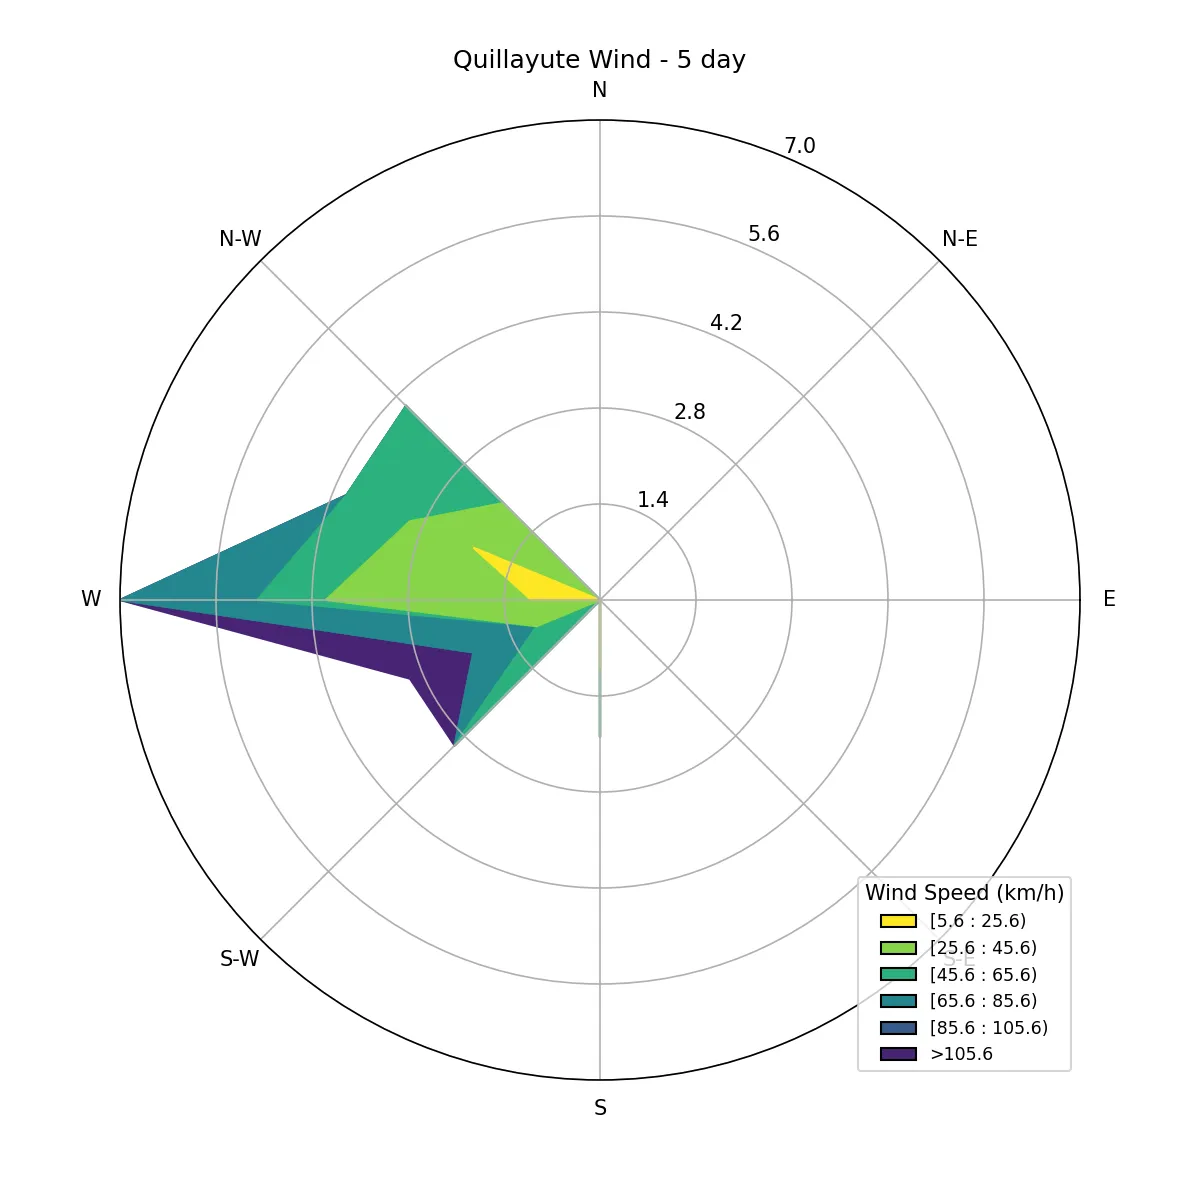 Quillayute Wind - 5 day
N
7.0
N-W
5.6
N-E
4.2
2.8
1.4
W
E
S-W
S-E
S
Wind Speed (km/h)
[5.6 : 25.6)
[25.6 : 45.6)
[45.6 : 65.6)
[65.6 : 85.6)
[85.6 : 105.6)
>105.6